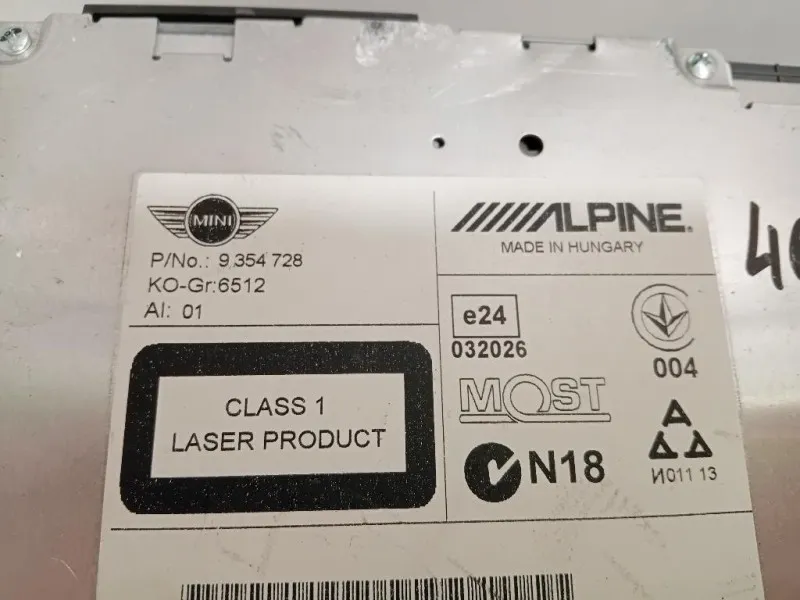 MINI
P/No.: 9 354 728
KO-Gr:6512
AI: 01
CLASS 1
LASER PRODUCT
ALPINE®
MADE IN HUNGARY
e24
032026
004
MOST
N18
AAA
И011 13